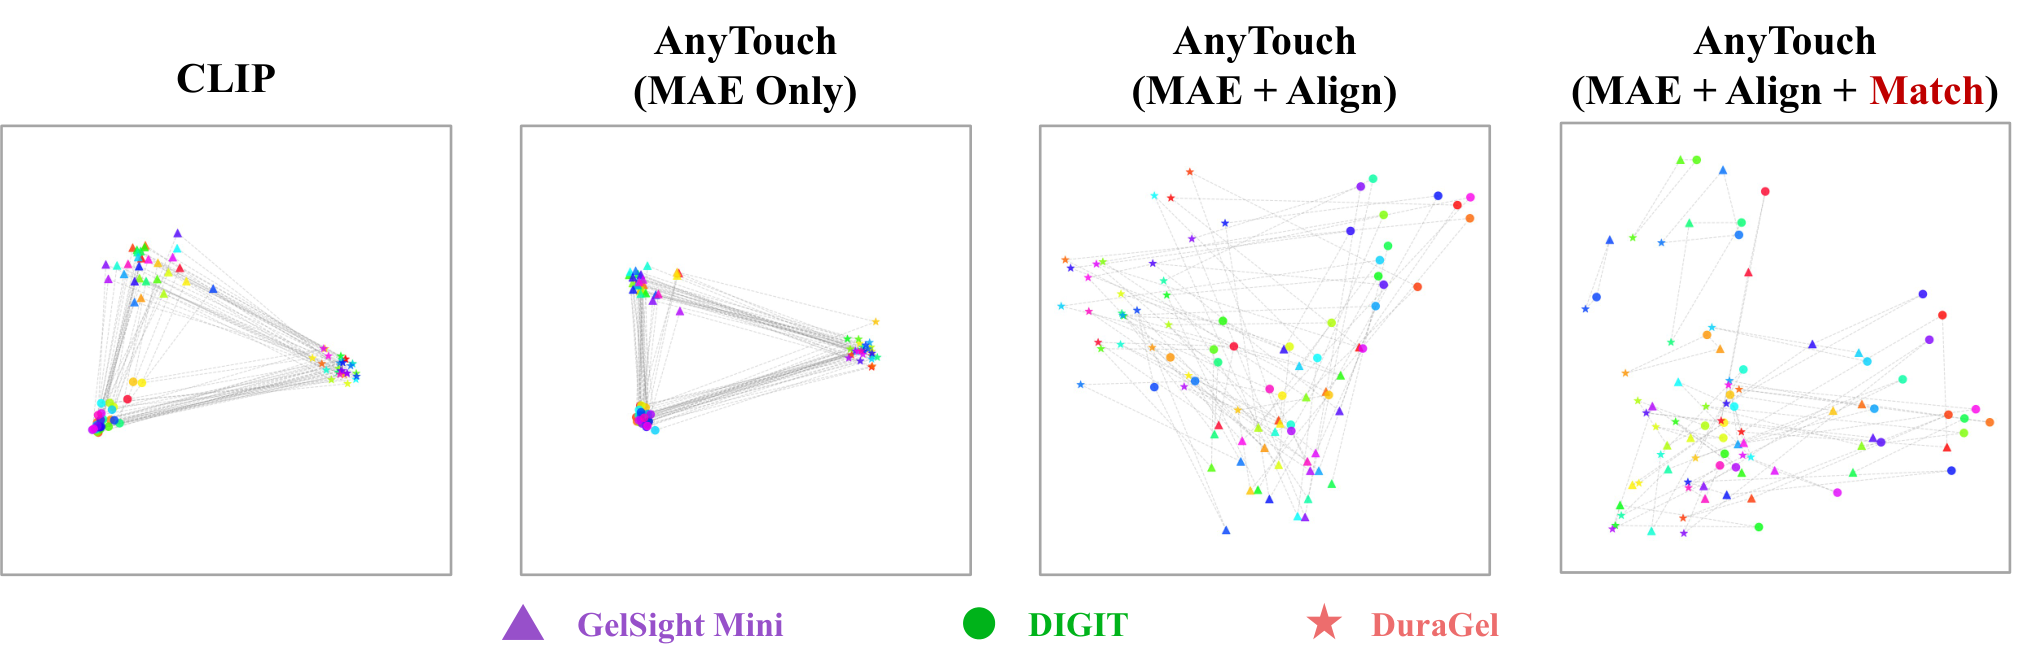 CLIP
AnyTouch
(MAE Only)
AnyTouch
(MAE + Align)
AnyTouch
(MAE + Align + Match)
GelSight Mini
DIGIT
DuraGel